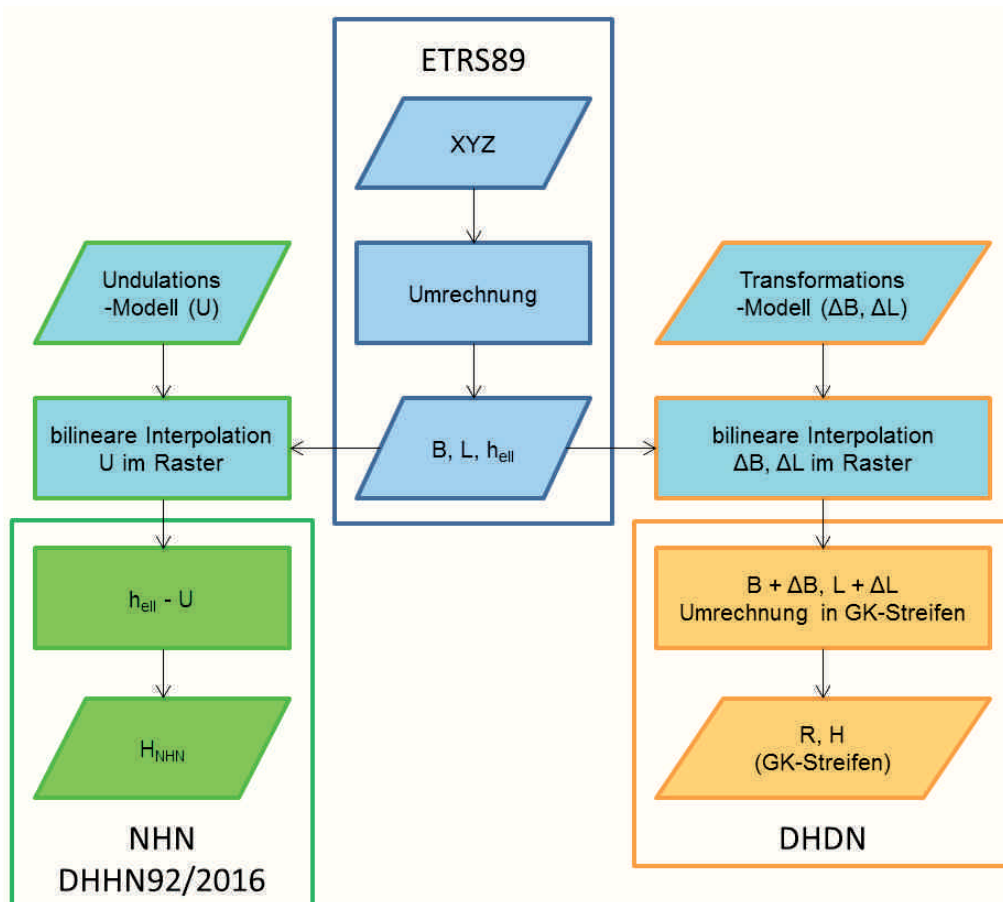 ETRS89
XYZ
Umrechnung
B, L, hell
Undulations
-Modell (U)
bilineare Interpolation
U im Raster
hell - U
HNHN
NHN
DHHN92/2016
Transformations
-Modell (ΔB, ΔL)
bilineare Interpolation
ΔB, ΔL im Raster
B + ΔB, L + ΔL
Umrechnung in GK-Streifen
R, H
(GK-Streifen)
DHDN